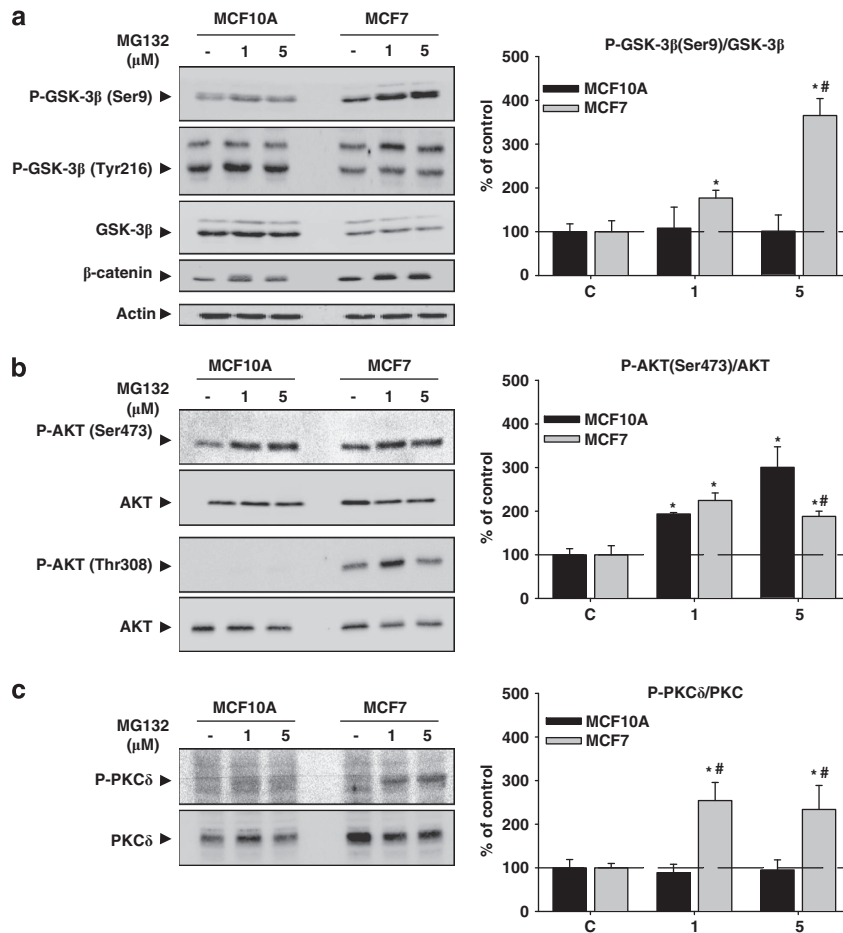 a
MCF10A MCF7
MG132 (μM) - 1 5 - 1 5
P-GSK-3β (Ser9)
P-GSK-3β (Tyr216)
GSK-3β
β-catenin
Actin
P-GSK-3β(Ser9)/GSK-3β
MCF10A
MCF7
% of control
500
400
300
200
100
0
* *#
C 1 5
b
MCF10A MCF7
MG132 (μM) - 1 5 - 1 5
P-AKT (Ser473)
AKT
P-AKT (Thr308)
AKT
P-AKT(Ser473)/AKT
MCF10A
MCF7
% of control
500
400
300
200
100
0
* * * *#
C 1 5
c
MCF10A MCF7
MG132 (μM) - 1 5 - 1 5
P-PKCδ
PKCδ
P-PKCδ/PKC
MCF10A
MCF7
% of control
500
400
300
200
100
0
*# *#
C 1 5